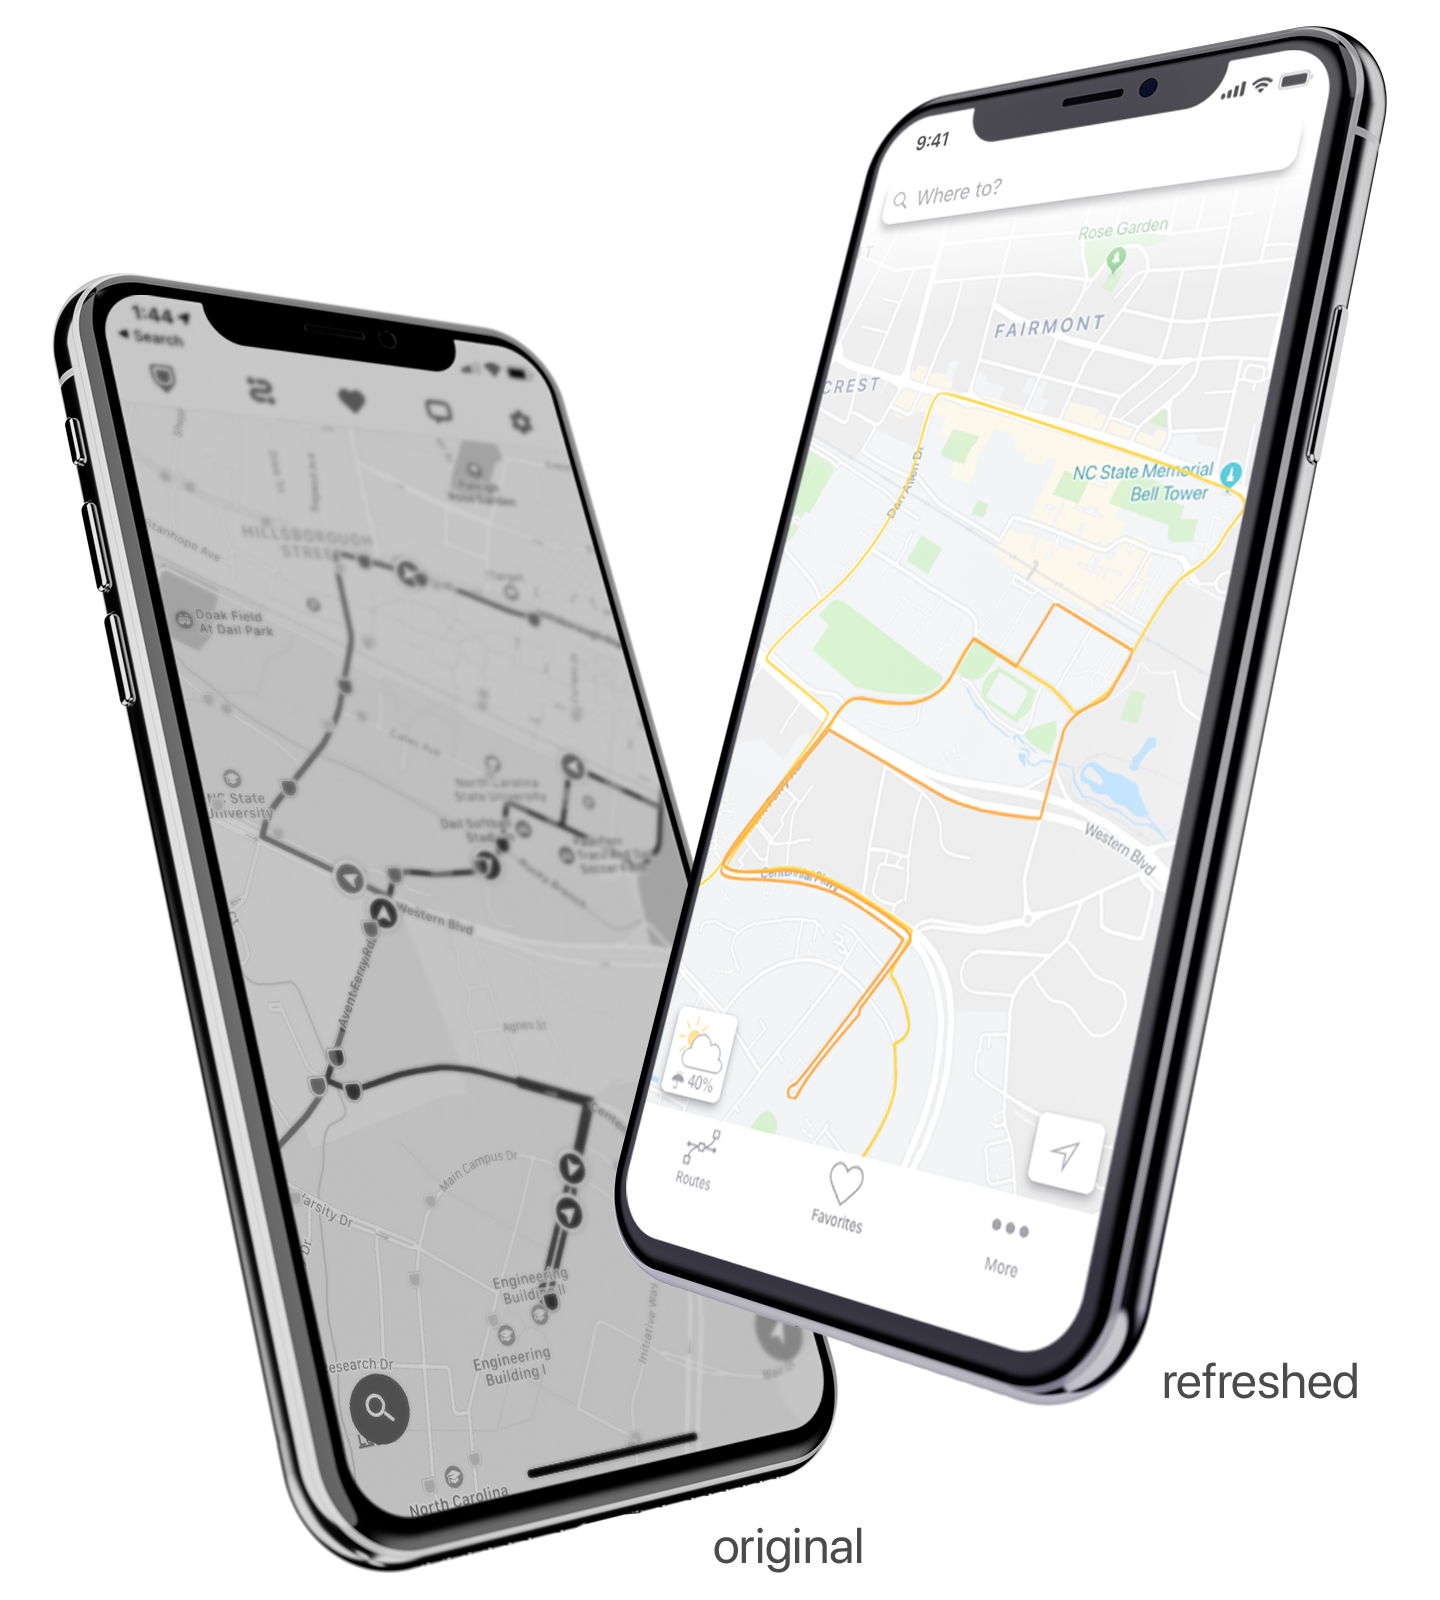 9:41
Where to?
Rose Garden
FAIRMONT
CREST
NC State Memorial
Bell Tower
Dan Allen Dr
Western Blvd
Centennial Pkwy
40%
Routes
Favorites
More
refreshed
1:44
Search
HILLSBOROUGH
STREET
Stanhope Ave
Target
Doak Field
At Dail Park
Cates Ave
North Carolina
State University
NC State
University
Dail Softball
Western Blvd
Avent Ferry Rd
Agnes St
Main Campus Dr
Varsity Dr
Engineering
Building II
Engineering
Building I
Initiative Way
Research Dr
North Carolina
original